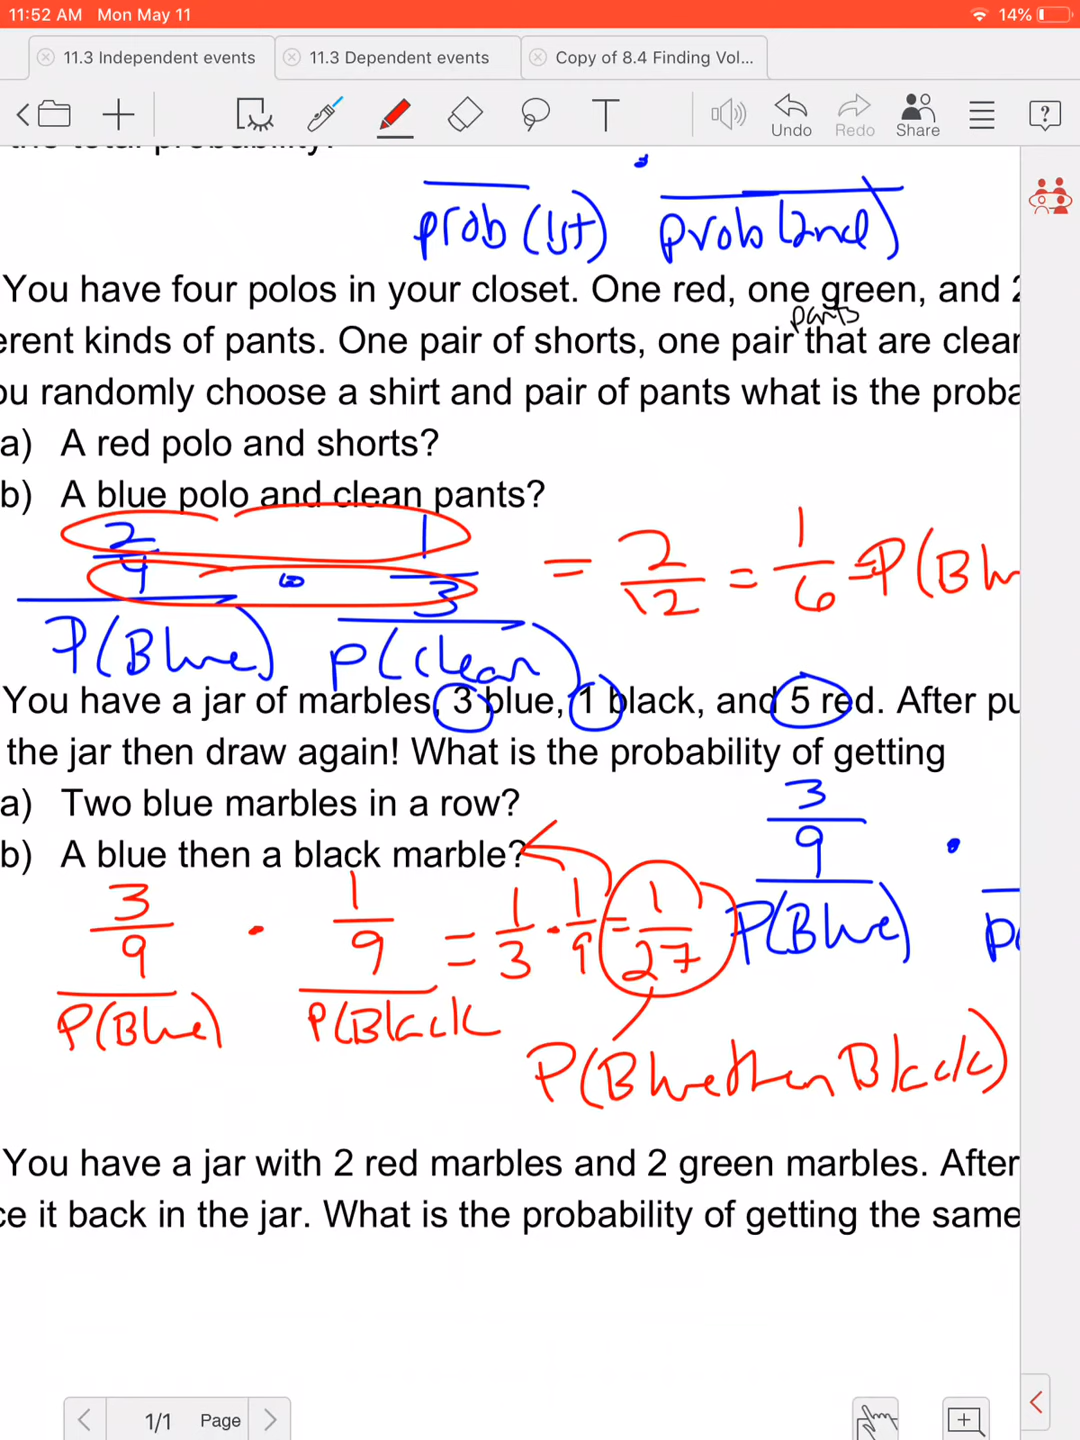 11:52 AM Mon May 11 14%
11.3 Independent events 11.3 Dependent events Copy of 8.4 Finding Vol...
Undo Redo Share
the total probability.
prob (1st) prob (2nd)
You have four polos in your closet. One red, one green, and 2
pants
erent kinds of pants. One pair of shorts, one pair that are clean
ou randomly choose a shirt and pair of pants what is the proba
a) A red polo and shorts?
b) A blue polo and clean pants?
2/4 · 1/3 = 2/12 = 1/6 = P(Blu
P(Blue) P(clean)
You have a jar of marbles, 3 blue, 1 black, and 5 red. After pu
the jar then draw again! What is the probability of getting
a) Two blue marbles in a row?
b) A blue then a black marble?
3/9 ·
P(Blue) P(
3/9 · 1/9 = 1/3 · 1/9 = 1/27
P(Blue) P(Black
P(Blue then Black)
You have a jar with 2 red marbles and 2 green marbles. After
ce it back in the jar. What is the probability of getting the same
1/1 Page